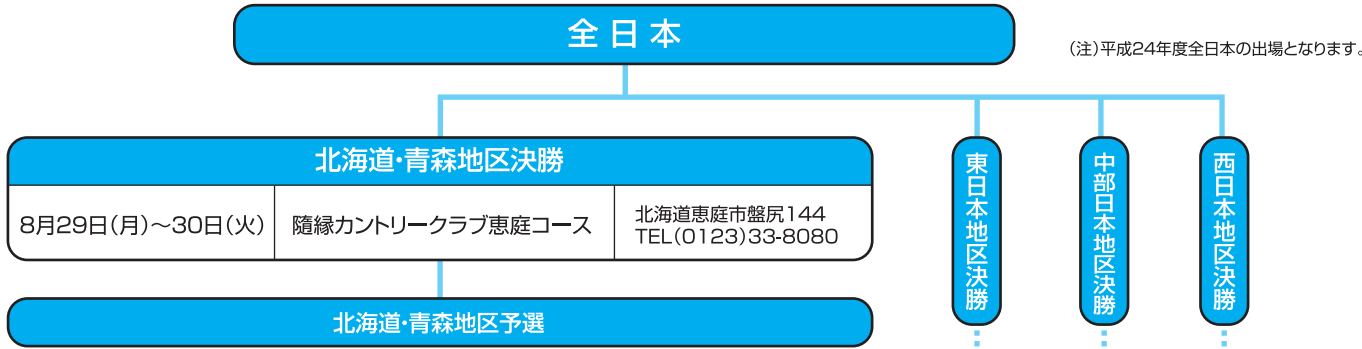 全日本
(注)平成24年度全日本の出場となります。
北海道・青森地区決勝
8月29日(月)～30日(火)
随縁カントリークラブ恵庭コース
北海道恵庭市盤尻144
TEL(0123)33-8080
北海道・青森地区予選
東日本地区決勝
中部日本地区決勝
西日本地区決勝